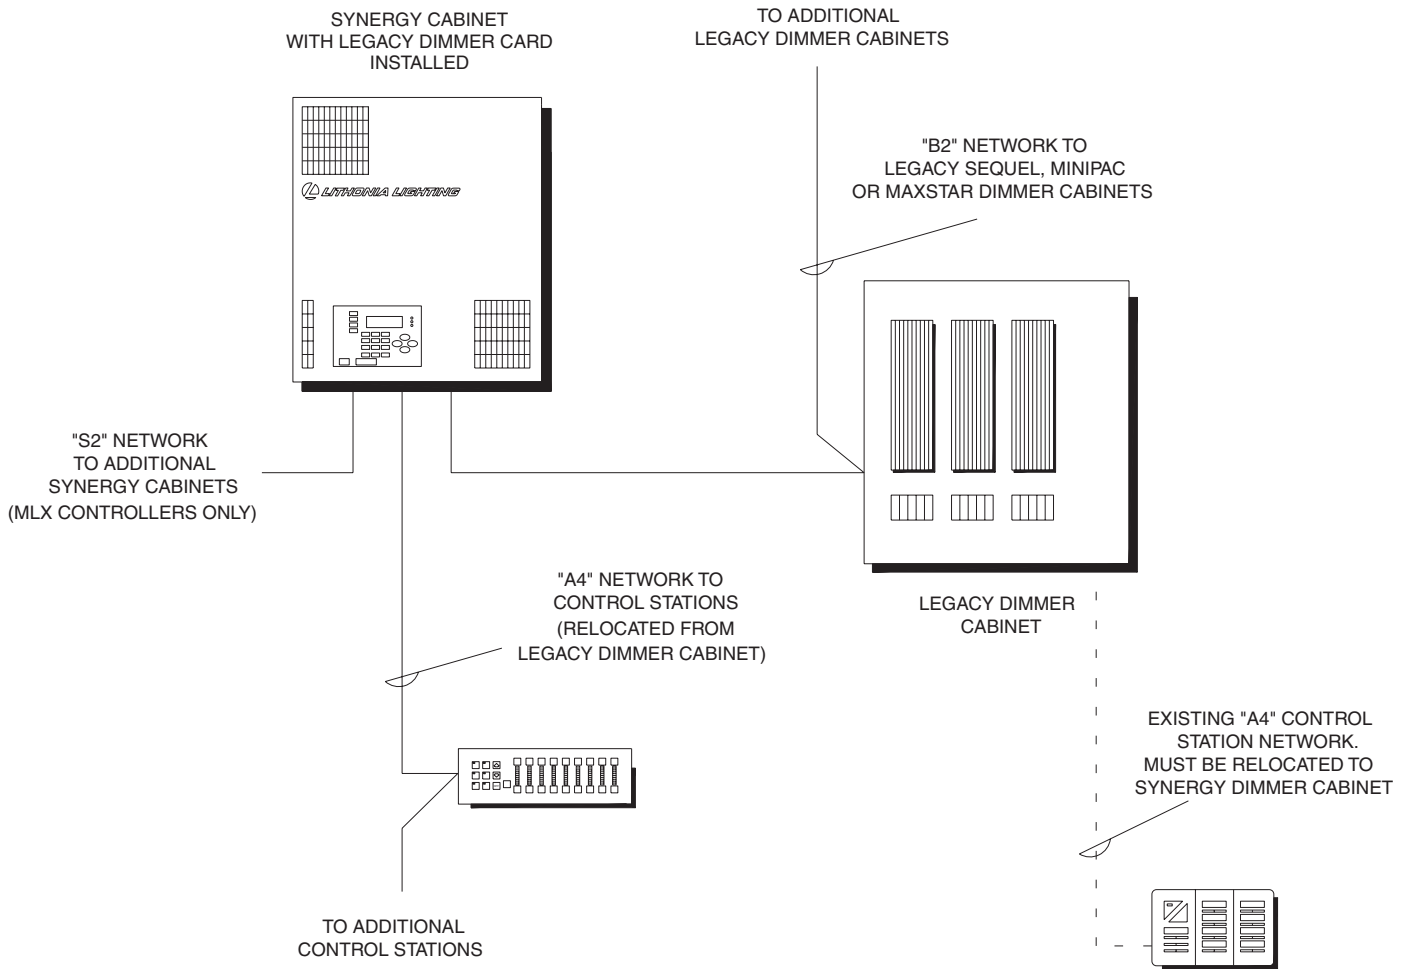 SYNERGY CABINET
WITH LEGACY DIMMER CARD
INSTALLED
TO ADDITIONAL
LEGACY DIMMER CABINETS
"B2" NETWORK TO
LEGACY SEQUEL, MINIPAC
OR MAXSTAR DIMMER CABINETS
LITHONIA LIGHTING
"S2" NETWORK
TO ADDITIONAL
SYNERGY CABINETS
(MLX CONTROLLERS ONLY)
"A4" NETWORK TO
CONTROL STATIONS
(RELOCATED FROM
LEGACY DIMMER CABINET)
LEGACY DIMMER
CABINET
EXISTING "A4" CONTROL
STATION NETWORK.
MUST BE RELOCATED TO
SYNERGY DIMMER CABINET
TO ADDITIONAL
CONTROL STATIONS